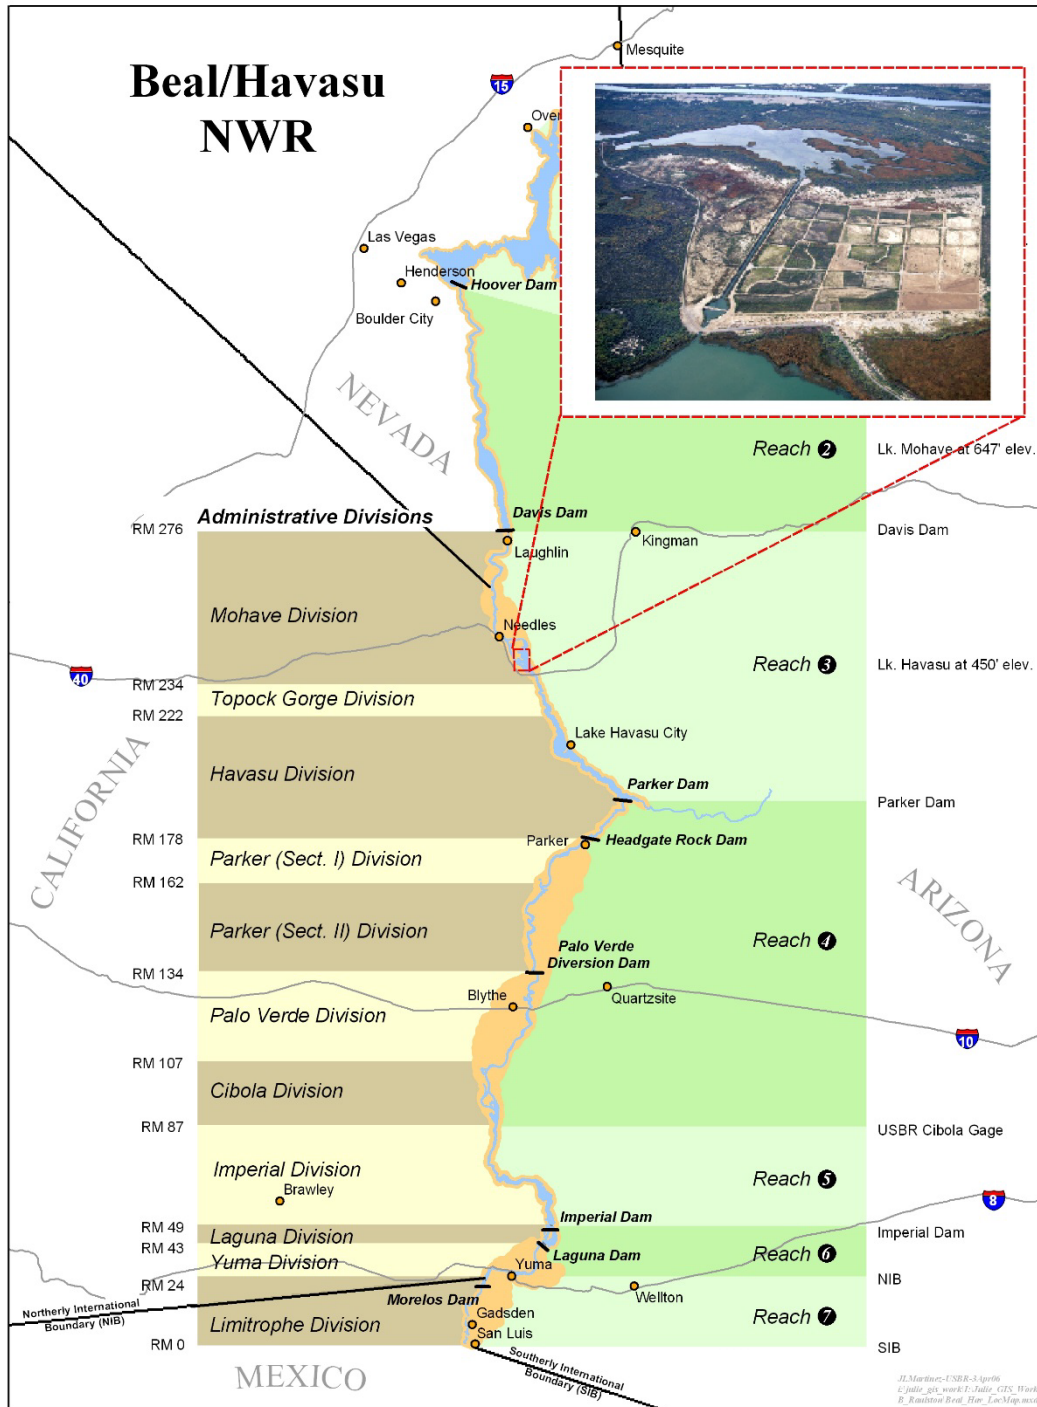 Beal/Havasu
NWR
Mesquite
15
Over
Las Vegas
Henderson
Hoover Dam
Boulder City
NEVADA
Reach 2
Lk. Mohave at 647' elev.
Administrative Divisions
Davis Dam
RM 276
Davis Dam
Laughlin
Kingman
Mohave Division
Needles
Reach 3
Lk. Havasu at 450' elev.
40
RM 234
Topock Gorge Division
RM 222
Lake Havasu City
Havasu Division
CALIFORNIA
Parker Dam
Parker Dam
RM 178
Parker
Headgate Rock Dam
Parker (Sect. I) Division
RM 162
ARIZONA
Parker (Sect. II) Division
Reach 4
Palo Verde
Diversion Dam
RM 134
Blythe
Quartzsite
Palo Verde Division
10
RM 107
Cibola Division
RM 87
USBR Cibola Gage
Imperial Division
Reach 5
Brawley
8
Imperial Dam
RM 49
Laguna Division
Imperial Dam
RM 43
Laguna Dam
Reach 6
Yuma Division
Yuma
NIB
RM 24
Morelos Dam
Wellton
Northerly International
Boundary (NIB)
Gadsden
Limitrophe Division
San Luis
Reach 7
RM 0
SIB
Southerly International
Boundary (SIB)
MEXICO
JLMartinez-USBR-3Apr06